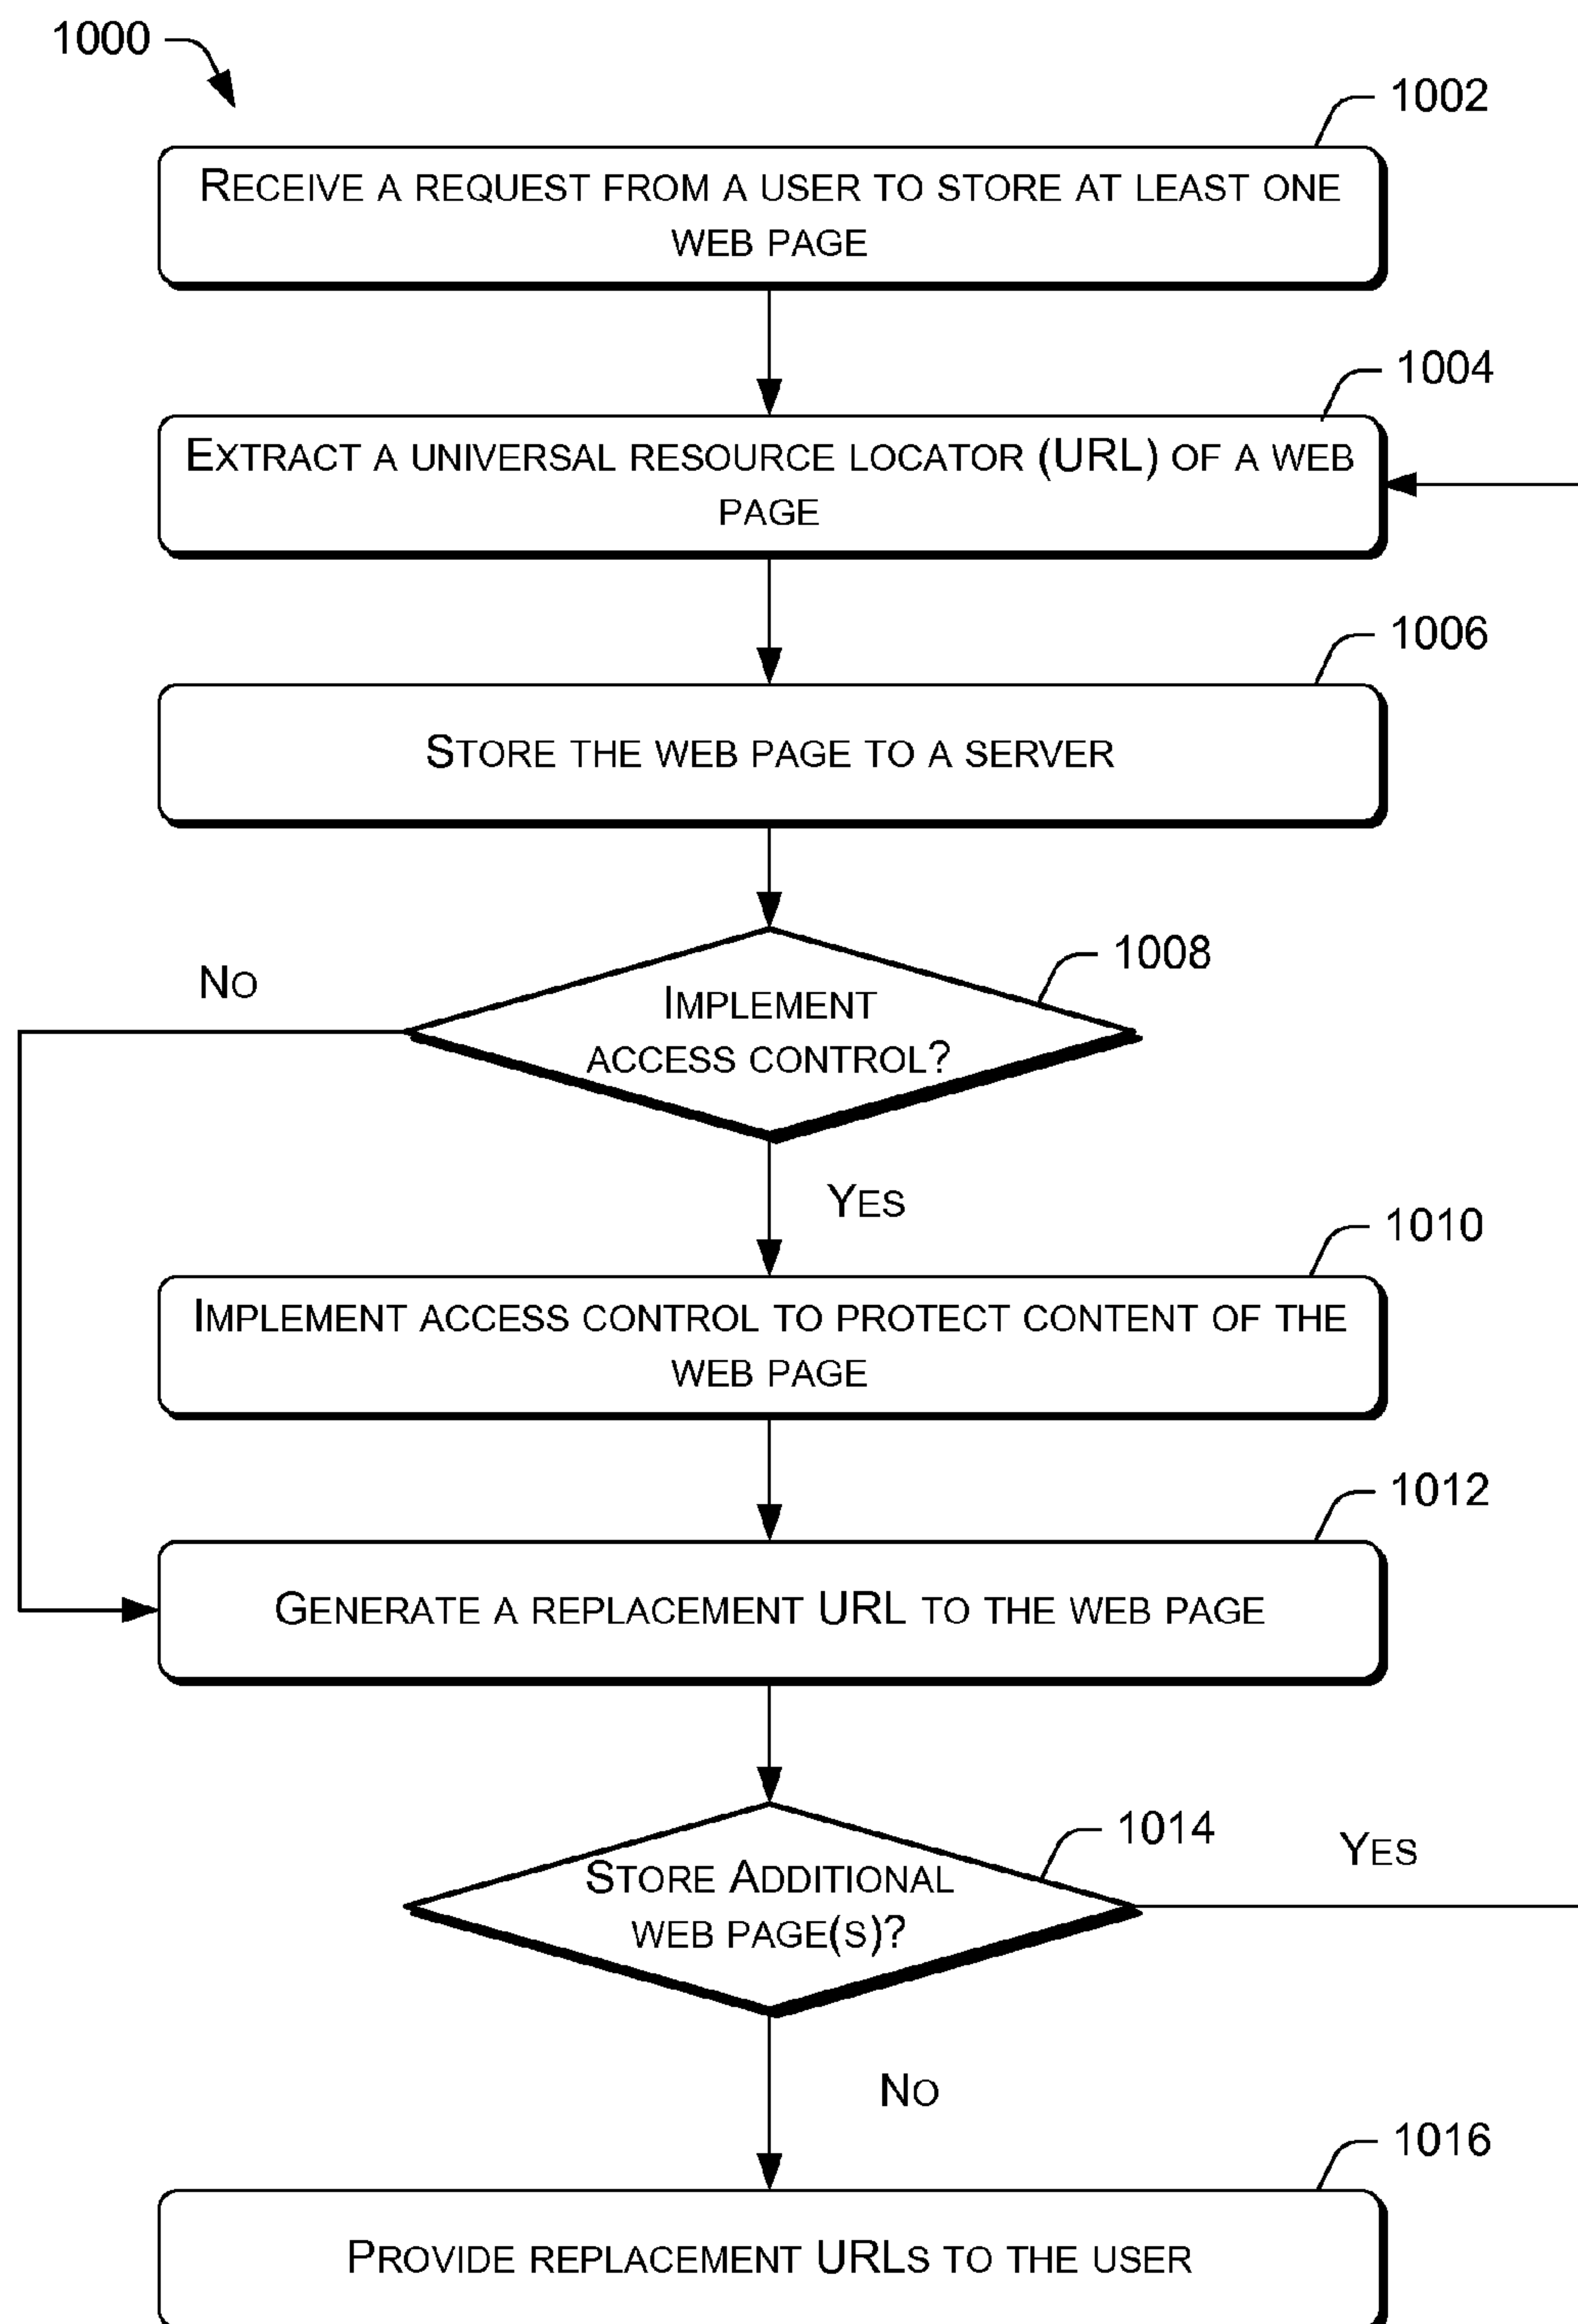 1000
1002
RECEIVE A REQUEST FROM A USER TO STORE AT LEAST ONE
WEB PAGE
1004
EXTRACT A UNIVERSAL RESOURCE LOCATOR (URL) OF A WEB
PAGE
1006
STORE THE WEB PAGE TO A SERVER
1008
NO
IMPLEMENT
ACCESS CONTROL?
YES
1010
IMPLEMENT ACCESS CONTROL TO PROTECT CONTENT OF THE
WEB PAGE
1012
GENERATE A REPLACEMENT URL TO THE WEB PAGE
1014
YES
STORE ADDITIONAL
WEB PAGE(S)?
NO
1016
PROVIDE REPLACEMENT URLS TO THE USER